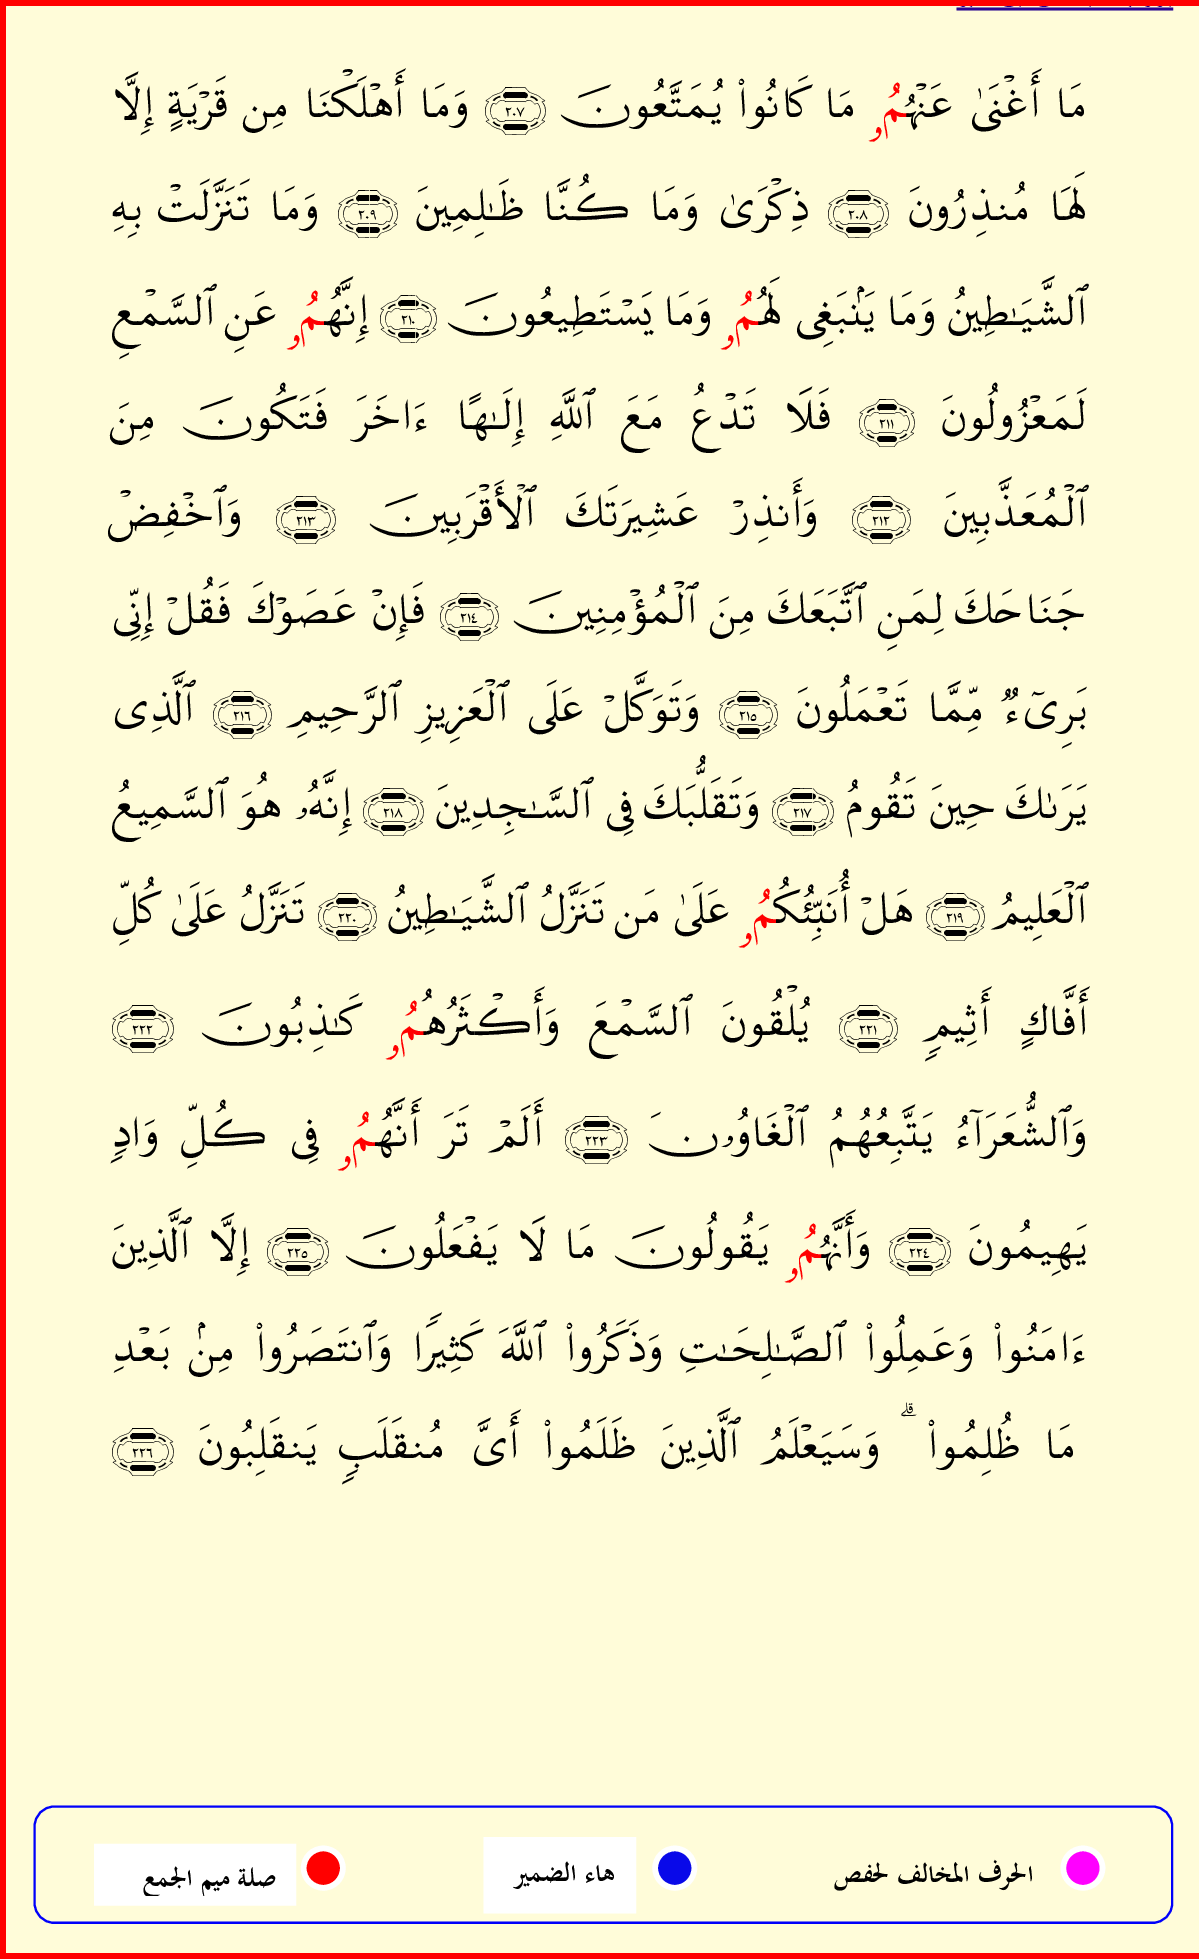 مَا أَغْنَىٰ عَنْهُمُۥ مَا كَانُوا۟ يُمَتَّعُونَ ٢٠٧ وَمَا أَهْلَكْنَا مِن قَرْيَةٍ إِلَّا
لَهَا مُنذِرُونَ ٢٠٨ ذِكْرَىٰ وَمَا كُنَّا ظَـٰلِمِينَ ٢٠٩ وَمَا تَنَزَّلَتْ بِهِ
ٱلشَّيَـٰطِينُ وَمَا يَنۢبَغِى لَهُمُۥ وَمَا يَسْتَطِيعُونَ ٢١٠ إِنَّهُمُۥ عَنِ ٱلسَّمْعِ
لَمَعْزُولُونَ ٢١١ فَلَا تَدْعُ مَعَ ٱللَّهِ إِلَـٰهًا ءَاخَرَ فَتَكُونَ مِنَ
ٱلْمُعَذَّبِينَ ٢١٢ وَأَنذِرْ عَشِيرَتَكَ ٱلْأَقْرَبِينَ ٢١٣ وَٱخْفِضْ
جَنَاحَكَ لِمَنِ ٱتَّبَعَكَ مِنَ ٱلْمُؤْمِنِينَ ٢١٤ فَإِنْ عَصَوْكَ فَقُلْ إِنِّى
بَرِىٓءٌ مِّمَّا تَعْمَلُونَ ٢١٥ وَتَوَكَّلْ عَلَى ٱلْعَزِيزِ ٱلرَّحِيمِ ٢١٦ ٱلَّذِى
يَرَىٰكَ حِينَ تَقُومُ ٢١٧ وَتَقَلُّبَكَ فِى ٱلسَّـٰجِدِينَ ٢١٨ إِنَّهُۥ هُوَ ٱلسَّمِيعُ
ٱلْعَلِيمُ ٢١٩ هَلْ أُنَبِّئُكُمُۥ عَلَىٰ مَن تَنَزَّلُ ٱلشَّيَـٰطِينُ ٢٢٠ تَنَزَّلُ عَلَىٰ كُلِّ
أَفَّاكٍ أَثِيمٍ ٢٢١ يُلْقُونَ ٱلسَّمْعَ وَأَكْثَرُهُمُۥ كَـٰذِبُونَ ٢٢٢
وَٱلشُّعَرَآءُ يَتَّبِعُهُمُ ٱلْغَاوُۥنَ ٢٢٣ أَلَمْ تَرَ أَنَّهُمُۥ فِى كُلِّ وَادٍ
يَهِيمُونَ ٢٢٤ وَأَنَّهُمُۥ يَقُولُونَ مَا لَا يَفْعَلُونَ ٢٢٥ إِلَّا ٱلَّذِينَ
ءَامَنُوا۟ وَعَمِلُوا۟ ٱلصَّـٰلِحَـٰتِ وَذَكَرُوا۟ ٱللَّهَ كَثِيرًا وَٱنتَصَرُوا۟ مِنۢ بَعْدِ
مَا ظُلِمُوا۟ ۗ وَسَيَعْلَمُ ٱلَّذِينَ ظَلَمُوا۟ أَىَّ مُنقَلَبٍ يَنقَلِبُونَ ٢٢٦
الحرف المخالف لحفص هاء الضمير صلة ميم الجمع